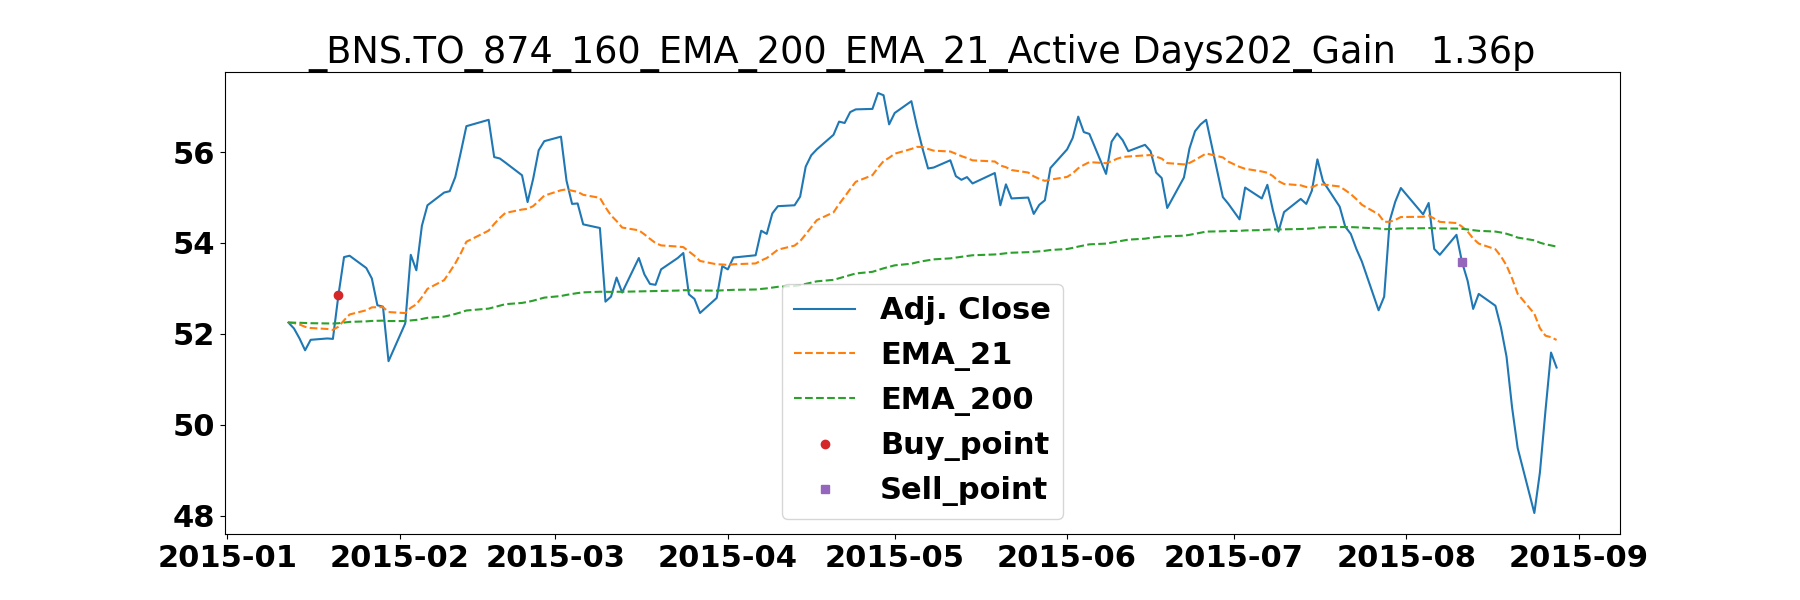 _BNS.TO_874_160_EMA_200_EMA_21_Active Days202_Gain   1.36p
56
54
52
50
48
Adj. Close
EMA_21
EMA_200
Buy_point
Sell_point
2015-01 2015-02 2015-03 2015-04 2015-05 2015-06 2015-07 2015-08 2015-09